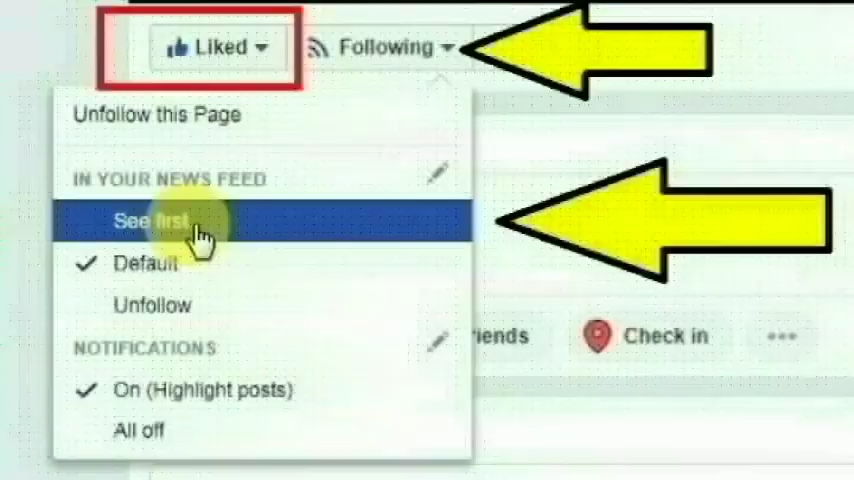 Liked Following
Unfollow this Page
IN YOUR NEWS FEED
See first
Default
Unfollow
riends Check in
NOTIFICATIONS
On (Highlight posts)
All off